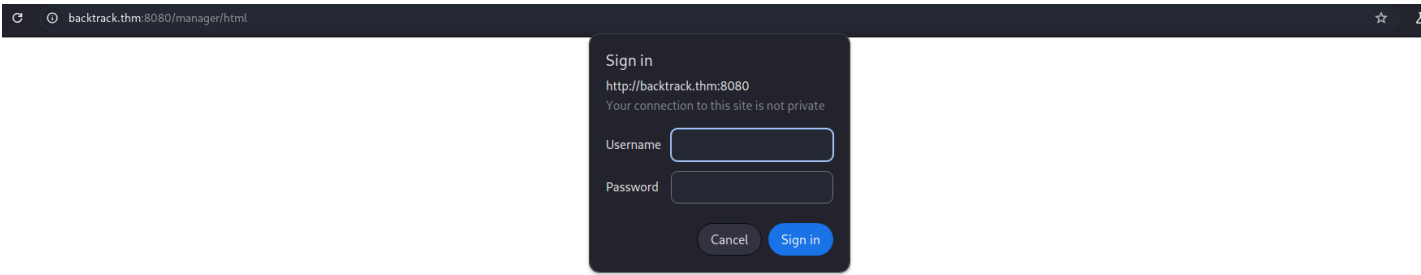 backtrack.thm:8080/manager/html
Sign in
http://backtrack.thm:8080
Your connection to this site is not private
Username
Password
Cancel Sign in